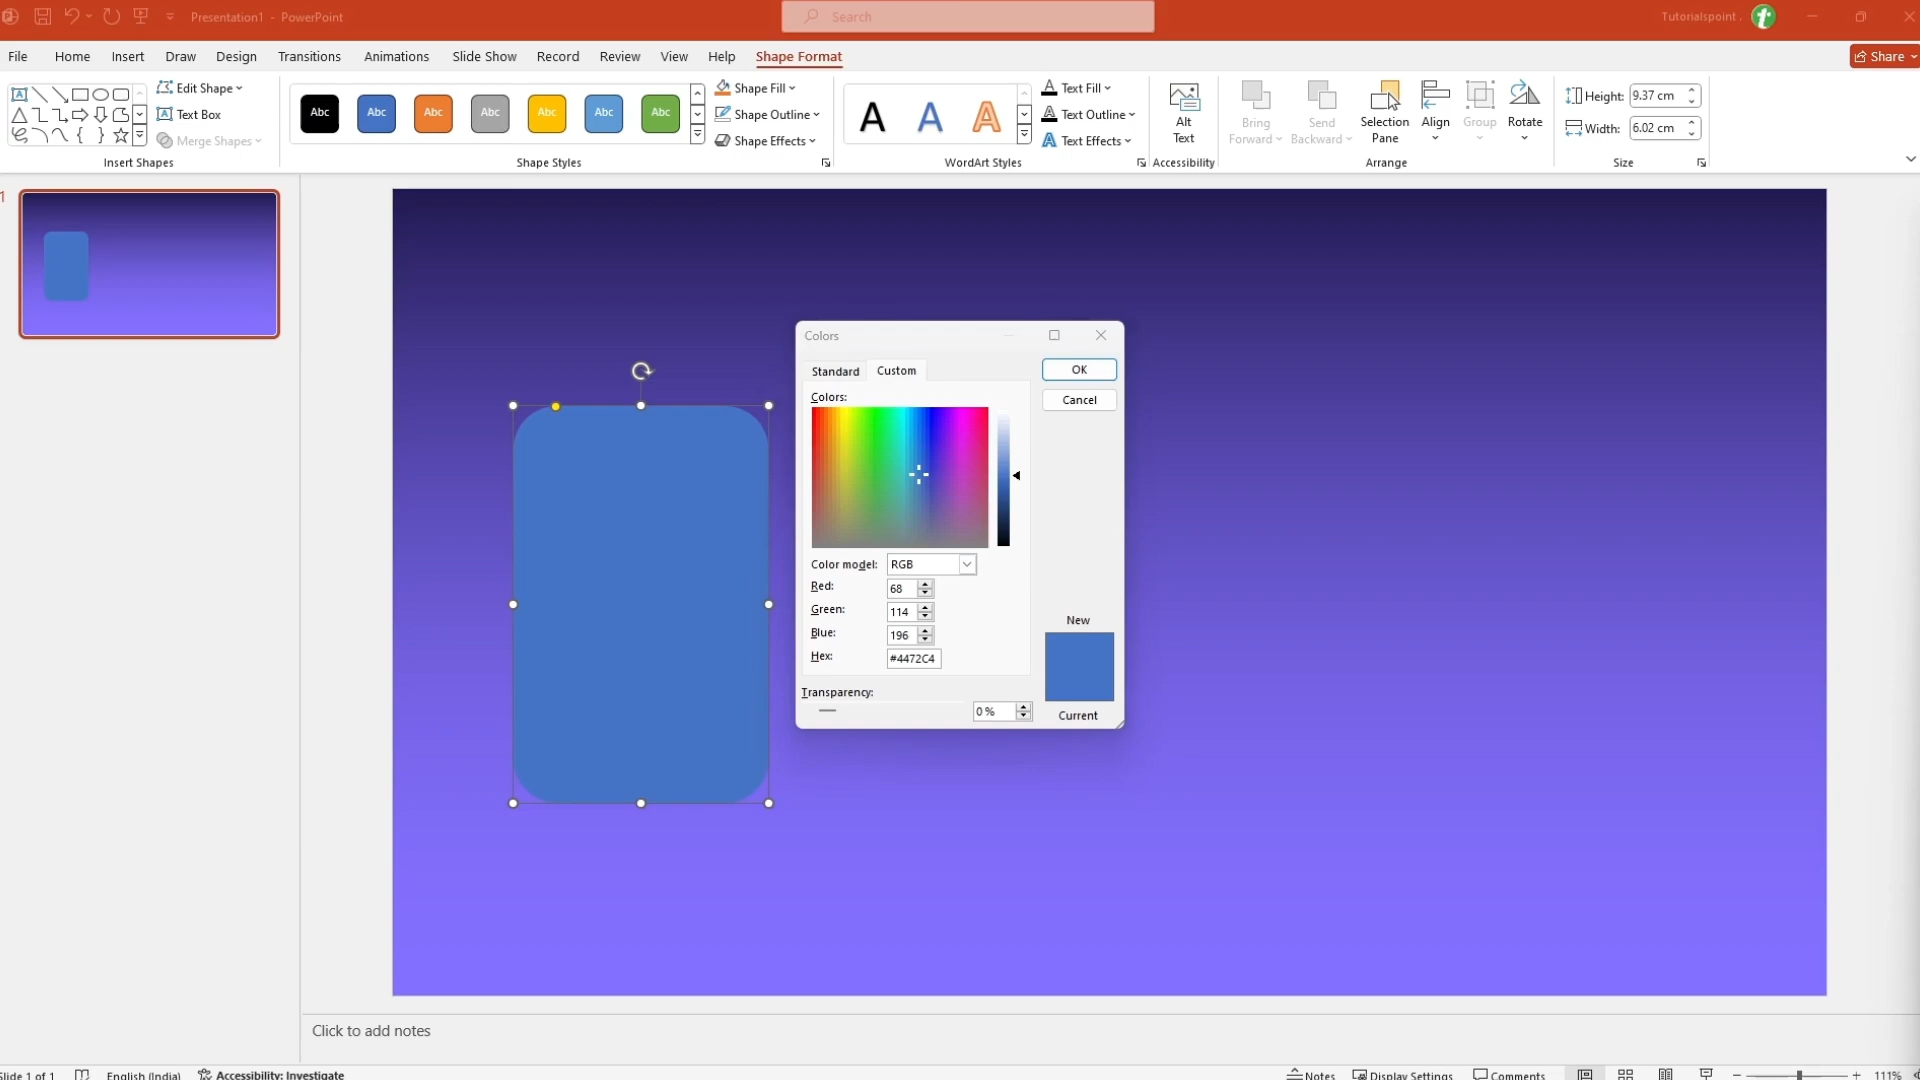 Presentation1 - PowerPoint
Search
Tutorialspoint .
File Home Insert Draw Design Transitions Animations Slide Show Record Review View Help Shape Format
Share
Edit Shape
Text Box
Merge Shapes
Insert Shapes
Abc Abc Abc Abc Abc Abc Abc
Shape Fill
Shape Outline
Shape Effects
Shape Styles
A A A
Text Fill
Text Outline
Text Effects
WordArt Styles
Alt
Text
Accessibility
Bring
Forward
Send
Backward
Selection
Pane
Align
Group
Rotate
Arrange
Height: 9.37 cm
Width: 6.02 cm
Size
1
Colors
Standard Custom
OK
Cancel
Colors:
Color model: RGB
Red: 68
Green: 114
Blue: 196
Hex: #4472C4
Transparency:
0 %
New
Current
Click to add notes
Slide 1 of 1 English (India) Accessibility: Investigate
Notes Display Settings Comments 111%